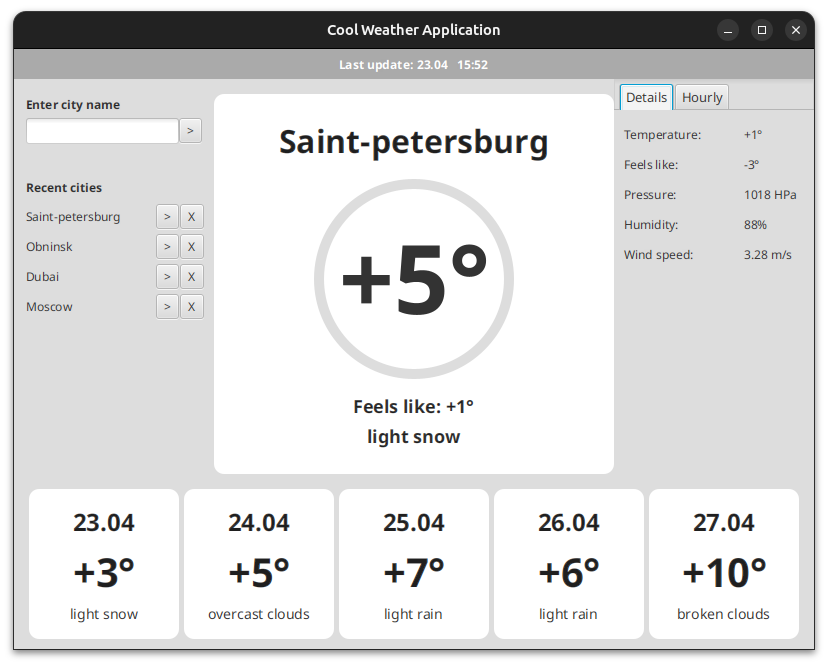 Cool Weather Application
Last update: 23.04 15:52
Enter city name
>
Recent cities
Saint-petersburg > X
Obninsk > X
Dubai > X
Moscow > X
Saint-petersburg
+5°
Feels like: +1°
light snow
Details Hourly
Temperature: +1°
Feels like: -3°
Pressure: 1018 HPa
Humidity: 88%
Wind speed: 3.28 m/s
23.04
+3°
light snow
24.04
+5°
overcast clouds
25.04
+7°
light rain
26.04
+6°
light rain
27.04
+10°
broken clouds